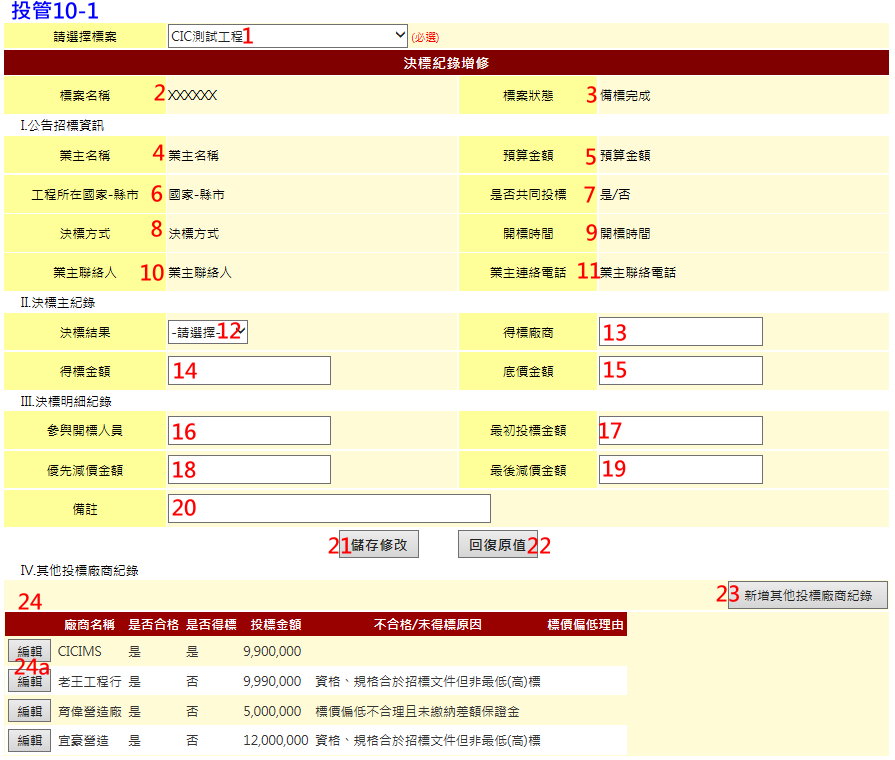 投管10-1
請選擇標案 CIC測試工程 1 (必選)
決標紀錄增修
標案名稱 2 XXXXXX 標案狀態 3 備標完成
I.公告招標資訊
業主名稱 4 業主名稱 預算金額 5 預算金額
工程所在國家-縣市 6 國家-縣市 是否共同投標 7 是/否
決標方式 8 決標方式 開標時間 9 開標時間
業主聯絡人 10 業主聯絡人 業主連絡電話 11 業主聯絡電話
II.決標主紀錄
決標結果 -請選擇- 12 得標廠商 13
得標金額 14 底價金額 15
III.決標明細紀錄
參與開標人員 16 最初投標金額 17
優先減價金額 18 最後減價金額 19
備註 20
21 儲存修改 回復原值 22
IV.其他投標廠商紀錄
24 23 新增其他投標廠商紀錄
廠商名稱 是否合格 是否得標 投標金額 不合格/未得標原因 標價偏低理由
編輯 CICIMS 是 是 9,900,000
24a
編輯 老王工程行 是 否 9,990,000 資格、規格合於招標文件但非最低(高)標
編輯 育偉營造廠 是 否 5,000,000 標價偏低不合理且未繳納差額保證金
編輯 宜豪營造 是 否 12,000,000 資格、規格合於招標文件但非最低(高)標